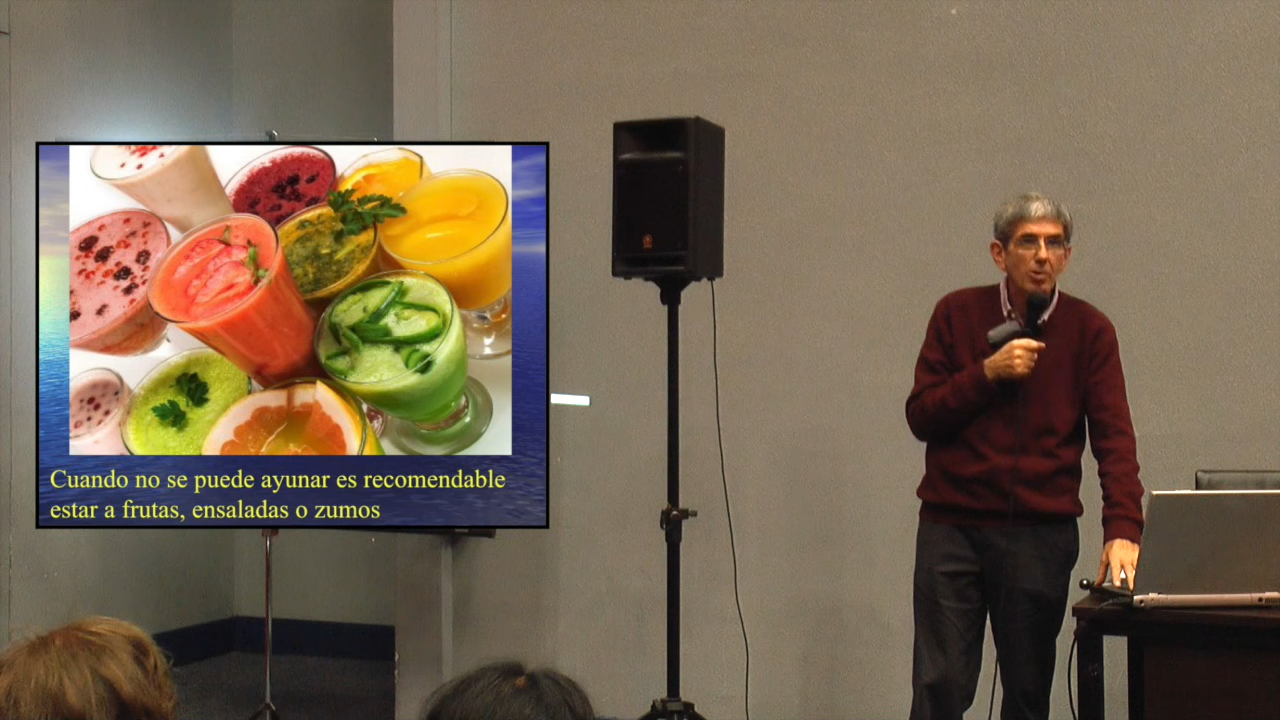 Cuando no se puede ayunar es recomendable
estar a frutas, ensaladas o zumos